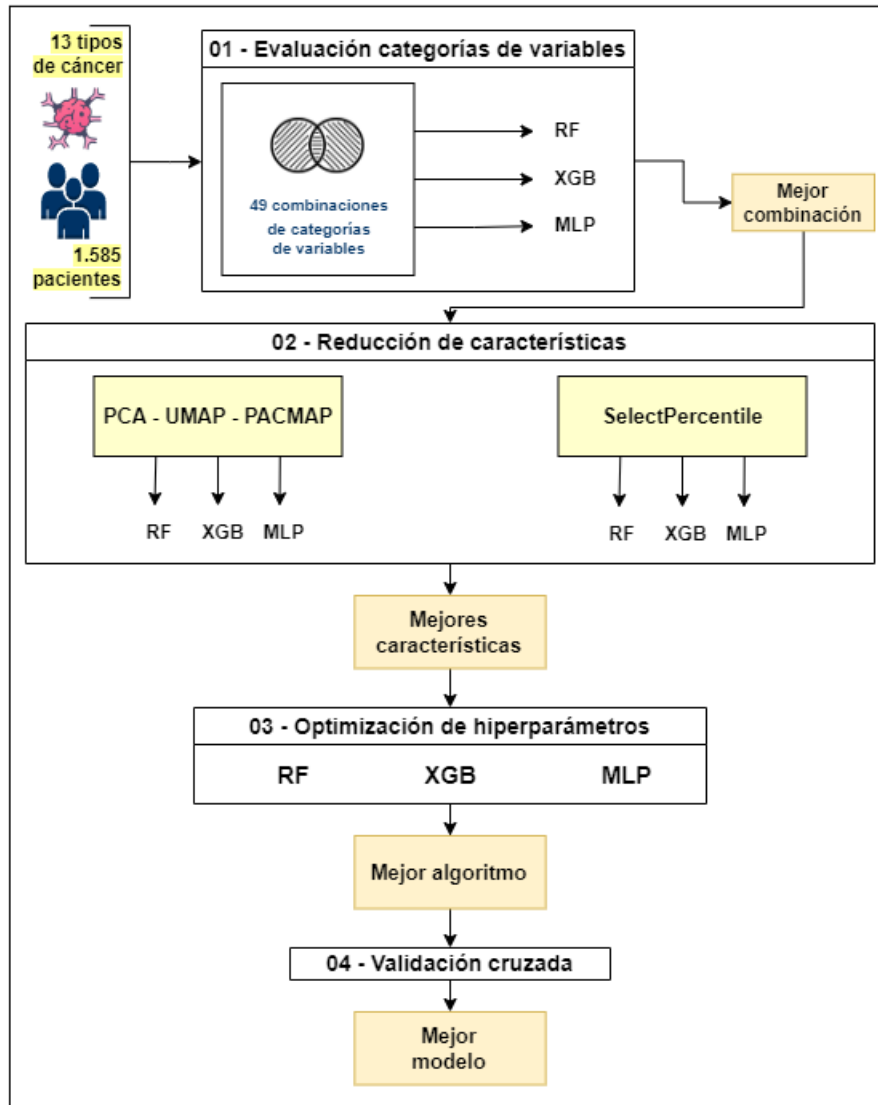 13 tipos
de cáncer
1.585
pacientes
01 - Evaluación categorías de variables
49 combinaciones
de categorías
de variables
RF
XGB
MLP
Mejor
combinación
02 - Reducción de características
PCA - UMAP - PACMAP
RF XGB MLP
SelectPercentile
RF XGB MLP
Mejores
características
03 - Optimización de hiperparámetros
RF XGB MLP
Mejor algoritmo
04 - Validación cruzada
Mejor
modelo